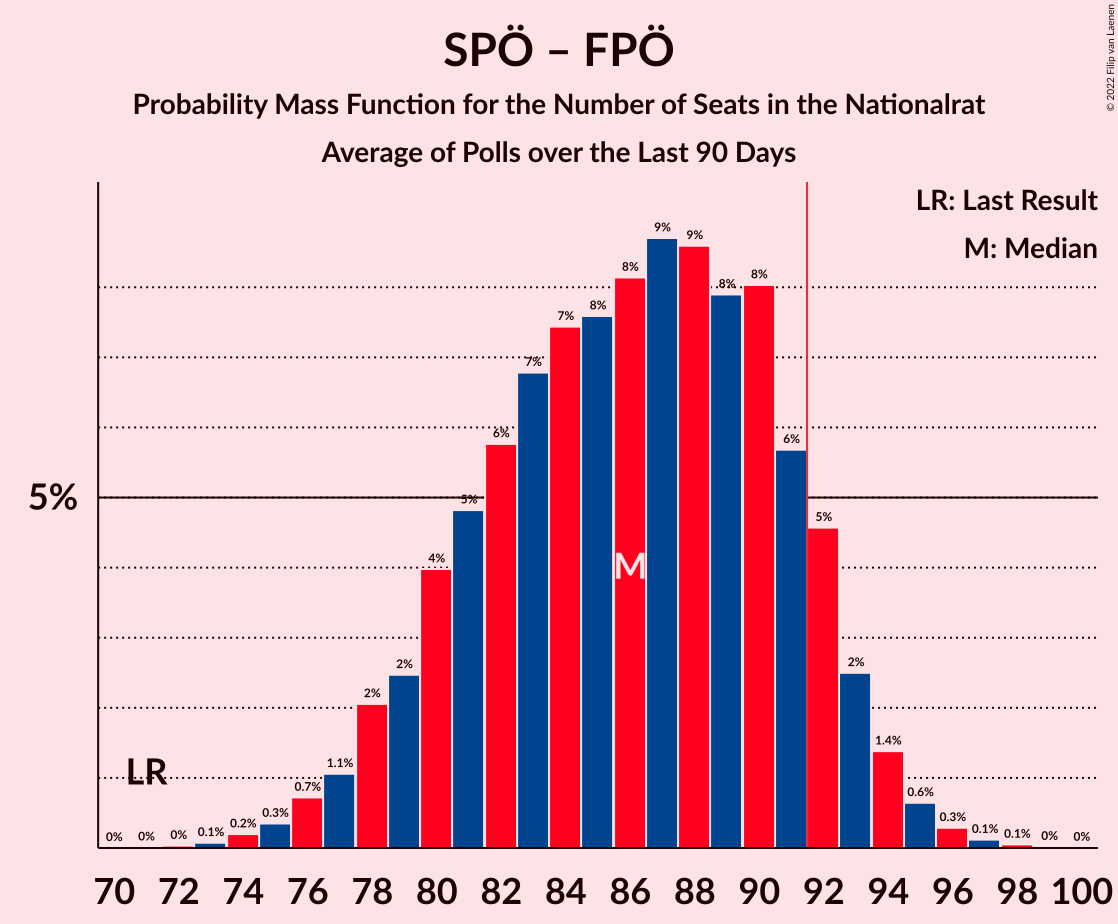 SPÖ – FPÖ
Probability Mass Function for the Number of Seats in the Nationalrat
Average of Polls over the Last 90 Days
© 2022 Filip van Laenen
LR: Last Result
M: Median
5%
0% 0% 0% 0.1% 0.2% 0.3% 0.7% 1.1% 2% 2% 4% 5% 6% 7% 7% 8% 8% 9% 9% 8% 8% 6% 5% 2% 1.4% 0.6% 0.3% 0.1% 0.1% 0% 0%
M
LR
70 72 74 76 78 80 82 84 86 88 90 92 94 96 98 100